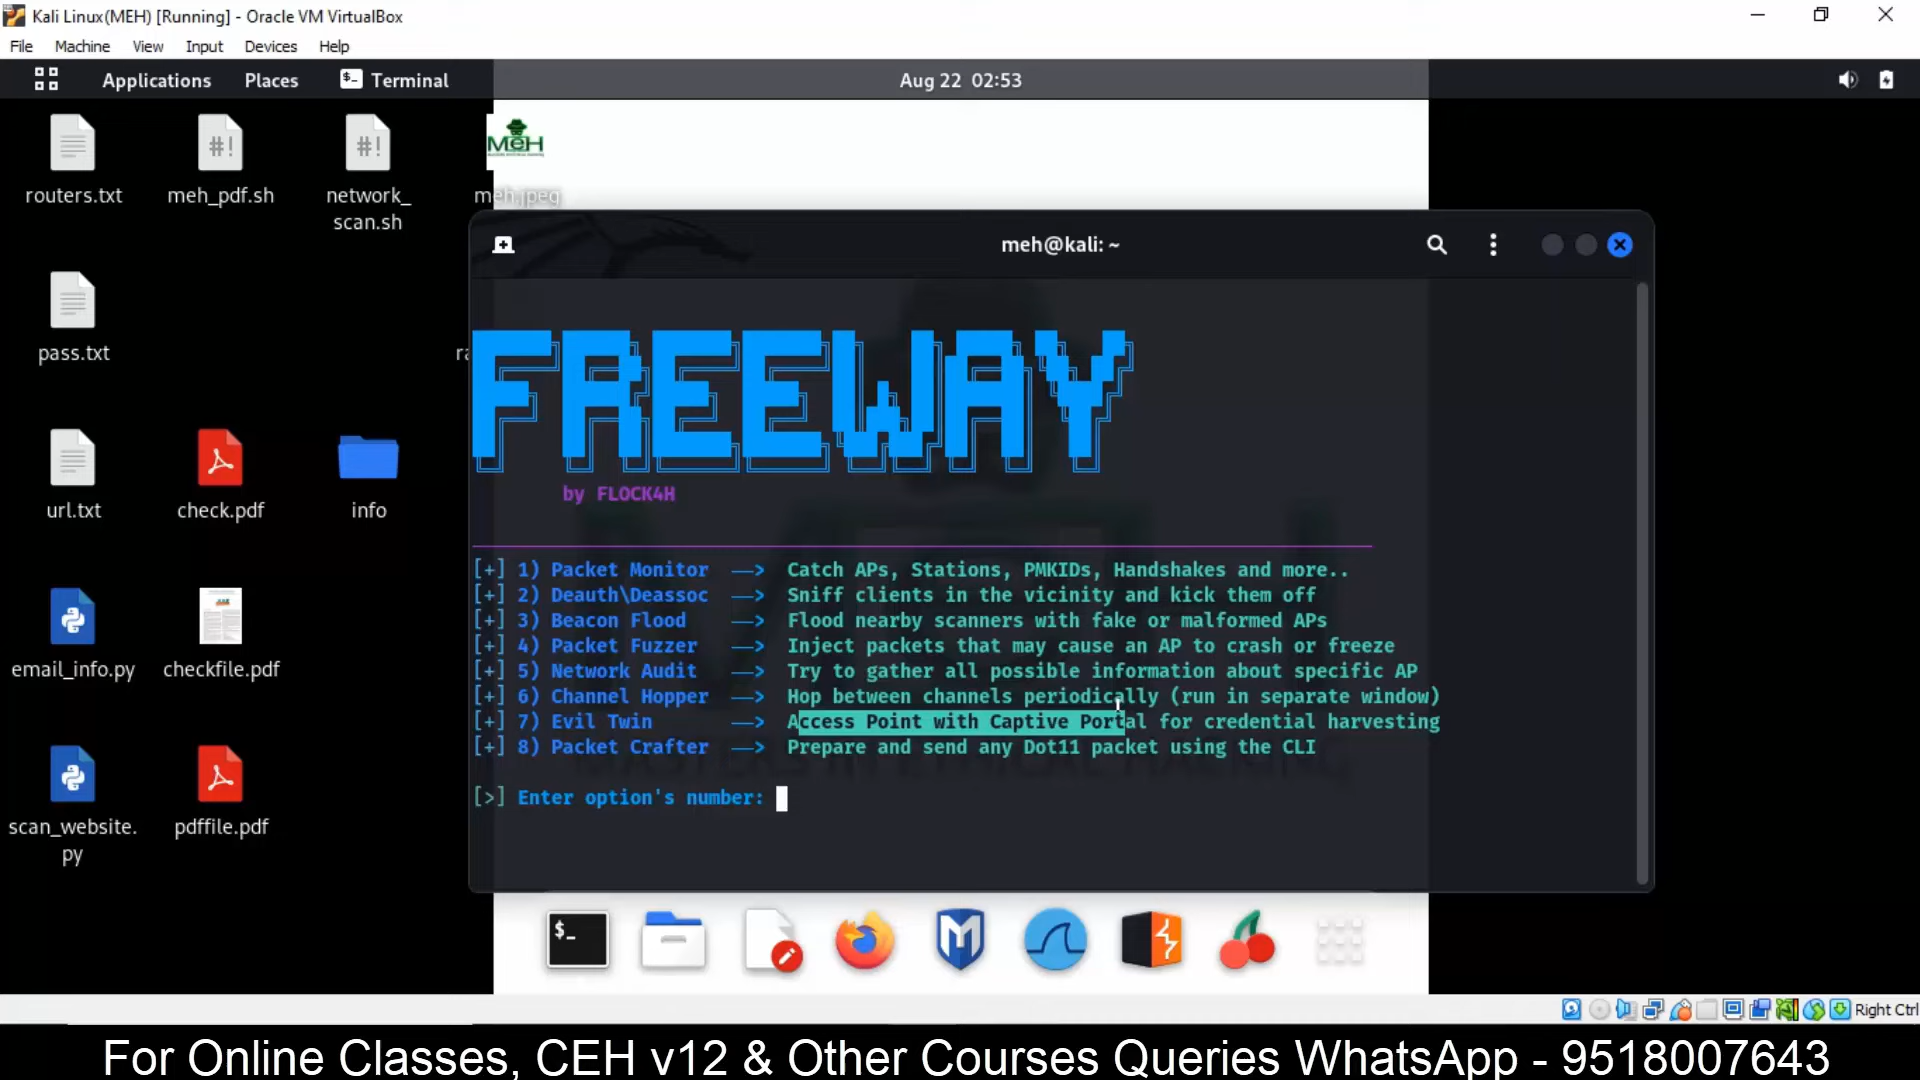 Kali Linux(MEH) [Running] - Oracle VM VirtualBox
File Machine View Input Devices Help
Applications Places Terminal Aug 22 02:53
MeH
routers.txt meh_pdf.sh network_scan.sh meh.jpeg
meh@kali: ~
pass.txt
FREEWAY
by FLOCK4H
url.txt check.pdf info
[+] 1) Packet Monitor —> Catch APs, Stations, PMKIDs, Handshakes and more..
[+] 2) Deauth\Deassoc —> Sniff clients in the vicinity and kick them off
[+] 3) Beacon Flood —> Flood nearby scanners with fake or malformed APs
[+] 4) Packet Fuzzer —> Inject packets that may cause an AP to crash or freeze
[+] 5) Network Audit —> Try to gather all possible information about specific AP
[+] 6) Channel Hopper —> Hop between channels periodically (run in separate window)
[+] 7) Evil Twin —> Access Point with Captive Portal for credential harvesting
[+] 8) Packet Crafter —> Prepare and send any Dot11 packet using the CLI
email_info.py checkfile.pdf
[>] Enter option's number:
scan_website.py pdffile.pdf
Right Ctrl
For Online Classes, CEH v12 & Other Courses Queries WhatsApp - 9518007643